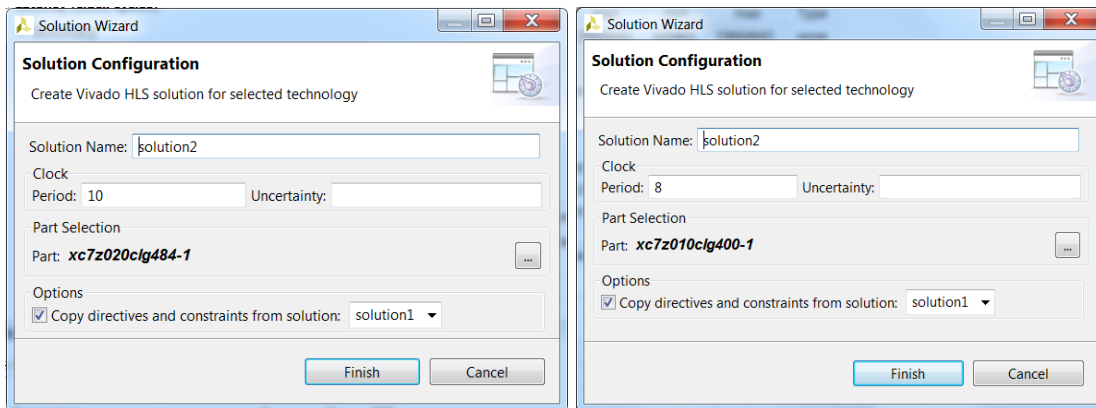 Solution Wizard
Solution Configuration
Create Vivado HLS solution for selected technology
Solution Name: solution2
Clock
Period: 10 Uncertainty:
Part Selection
Part: xc7z020clg484-1 ...
Options
Copy directives and constraints from solution: solution1
Finish Cancel
Solution Wizard
Solution Configuration
Create Vivado HLS solution for selected technology
Solution Name: solution2
Clock
Period: 8 Uncertainty:
Part Selection
Part: xc7z010clg400-1 ...
Options
Copy directives and constraints from solution: solution1
Finish Cancel